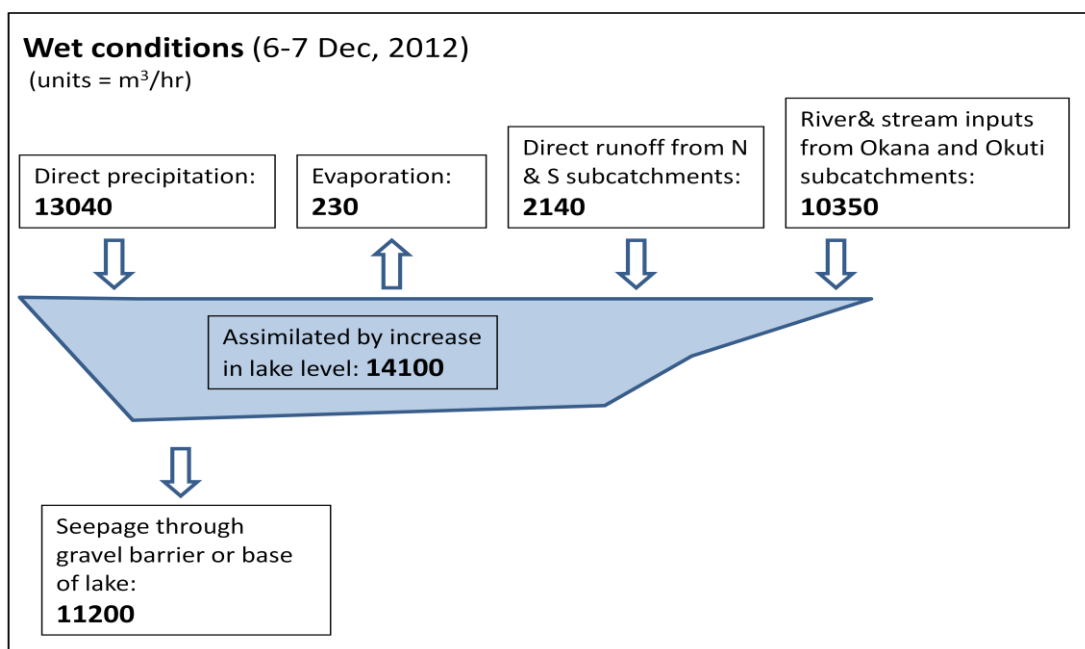 Wet conditions (6-7 Dec, 2012)
(units = m³/hr)
Direct precipitation:
13040
Evaporation:
230
Direct runoff from N
& S subcatchments:
2140
River& stream inputs
from Okana and Okuti
subcatchments:
10350
Assimilated by increase
in lake level: 14100
Seepage through
gravel barrier or base
of lake:
11200